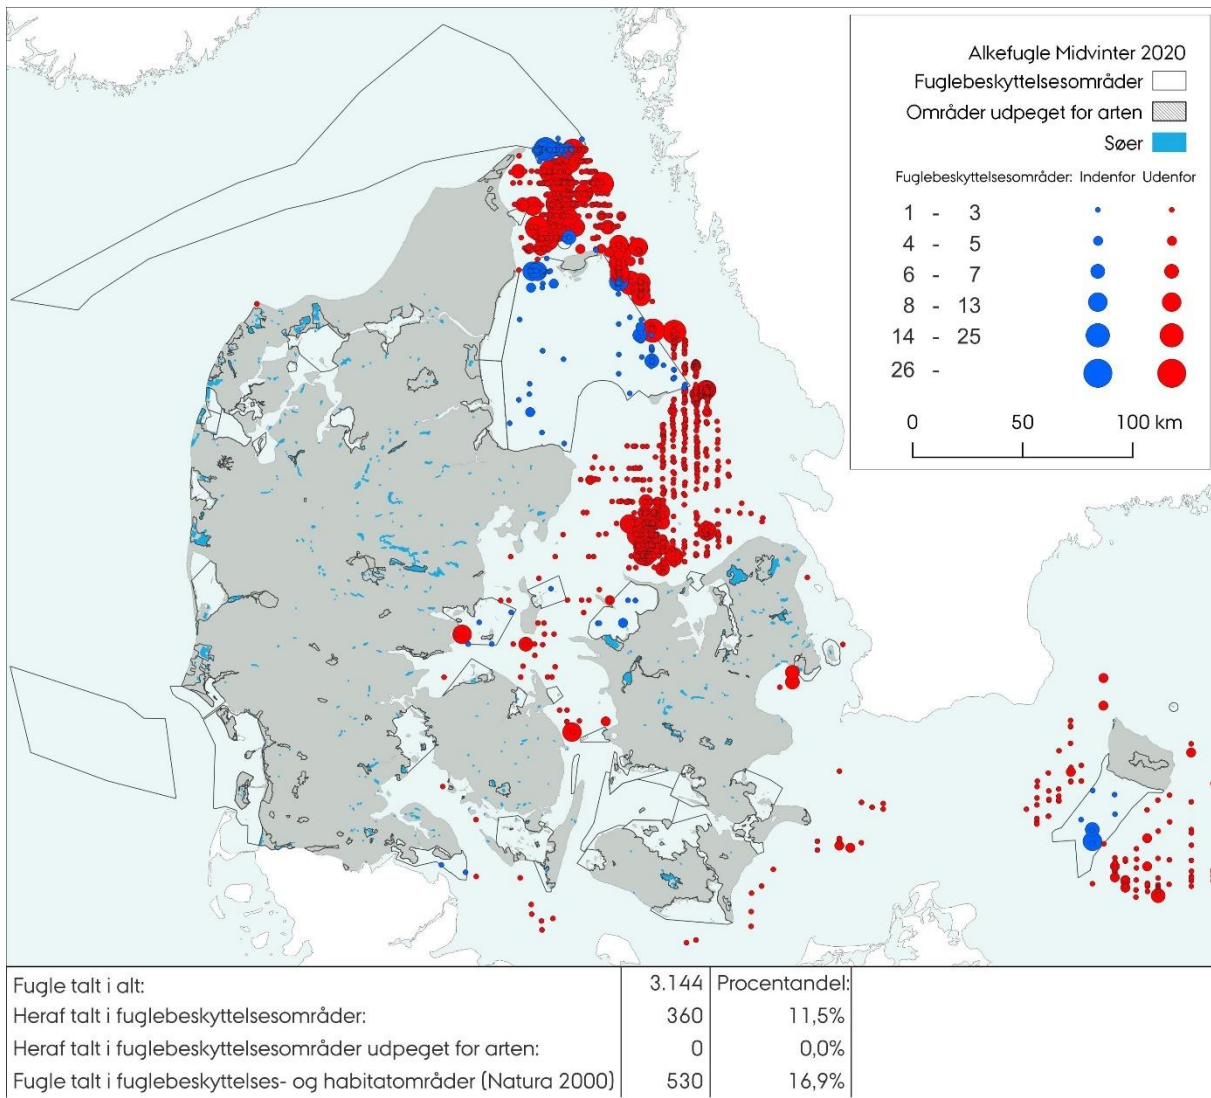 Alkefugle Midvinter 2020
Fuglebeskyttelsesområder
Områder udpeget for arten
Søer
Fuglebeskyttelsesområder: Indenfor Udenfor
1 - 3
4 - 5
6 - 7
8 - 13
14 - 25
26 -
0 50 100 km
Fugle talt i alt: 3.144 Procentandel:
Heraf talt i fuglebeskyttelsesområder: 360 11,5%
Heraf talt i fuglebeskyttelsesområder udpeget for arten: 0 0,0%
Fugle talt i fuglebeskyttelses- og habitatområder (Natura 2000) 530 16,9%